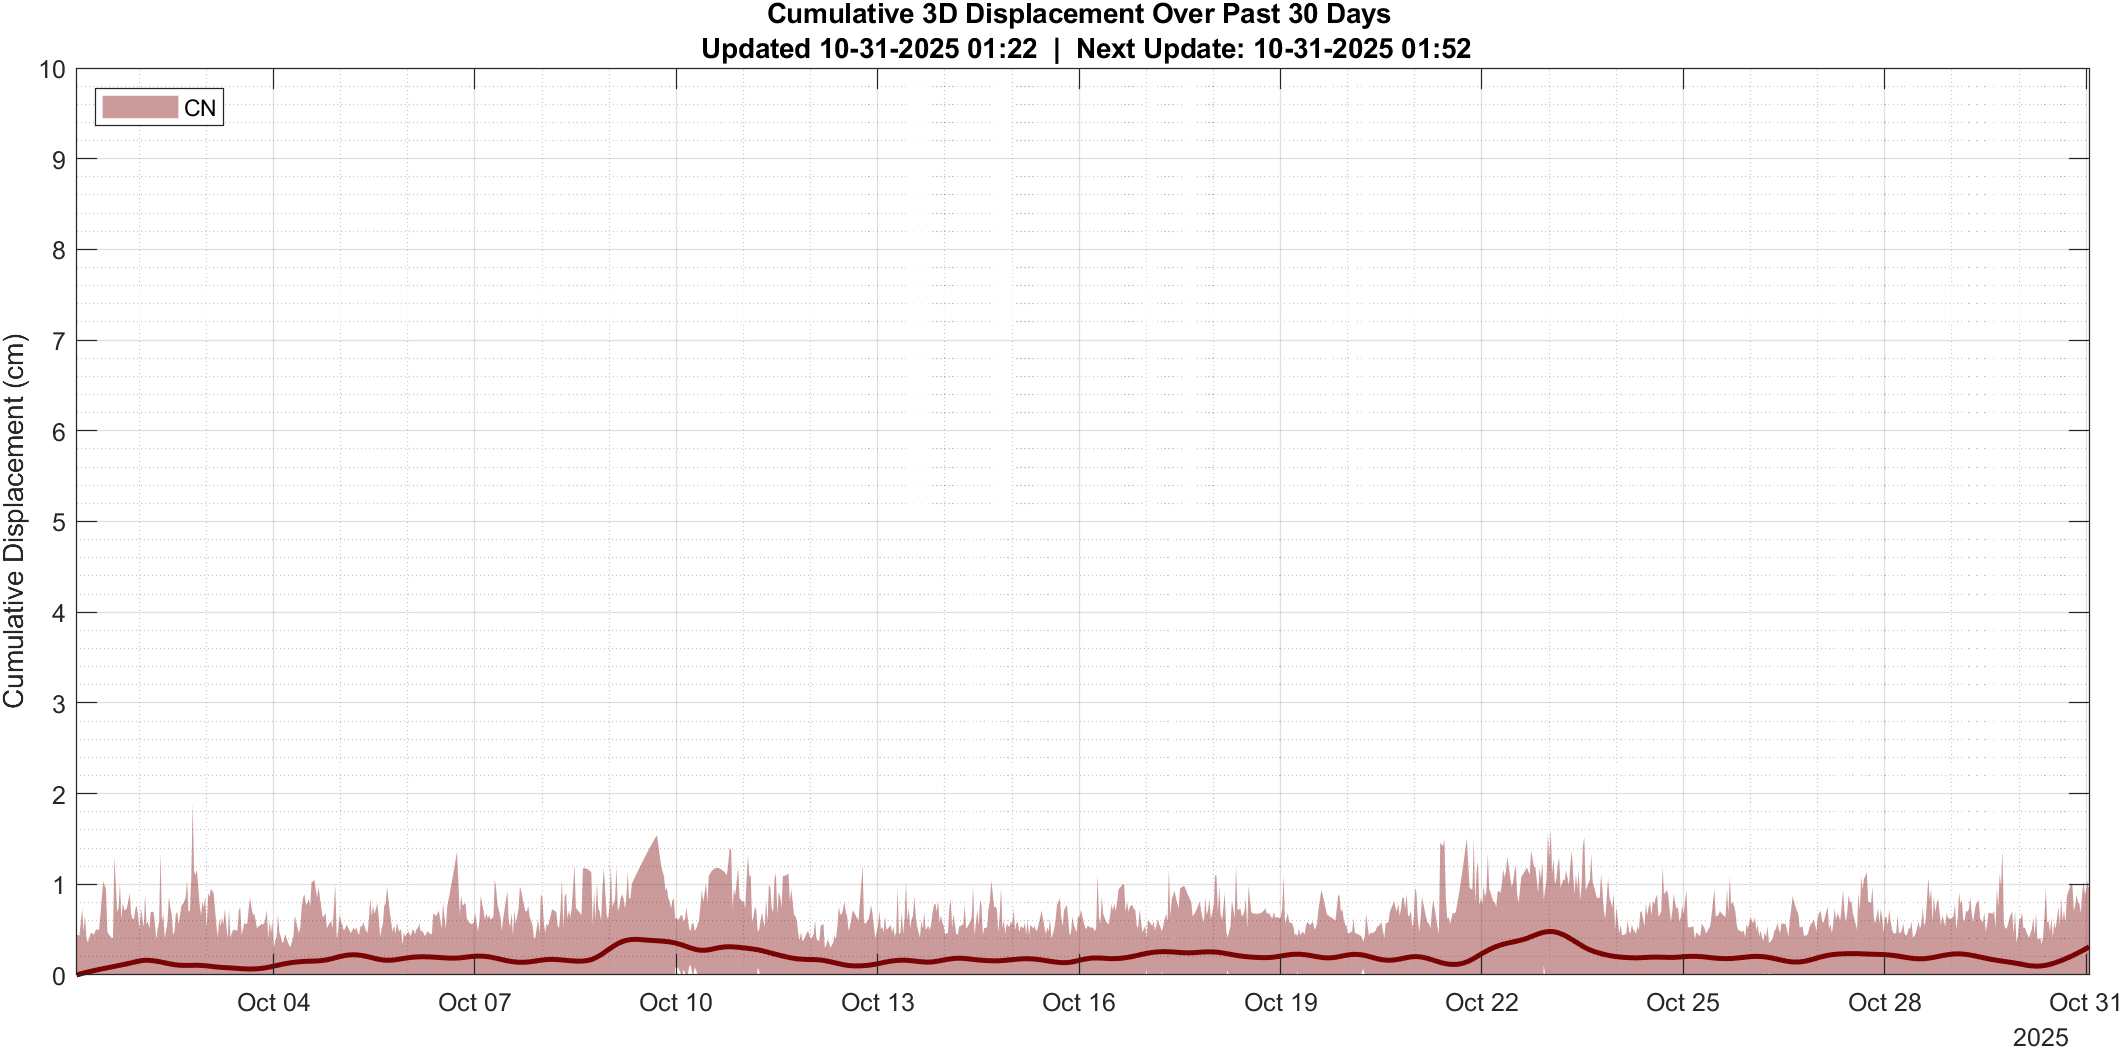 Cumulative 3D Displacement Over Past 30 Days
Updated 10-31-2025 01:22 | Next Update: 10-31-2025 01:52
CN
Cumulative Displacement (cm)
10
9
8
7
6
5
4
3
2
1
0
Oct 04 Oct 07 Oct 10 Oct 13 Oct 16 Oct 19 Oct 22 Oct 25 Oct 28 Oct 31
2025